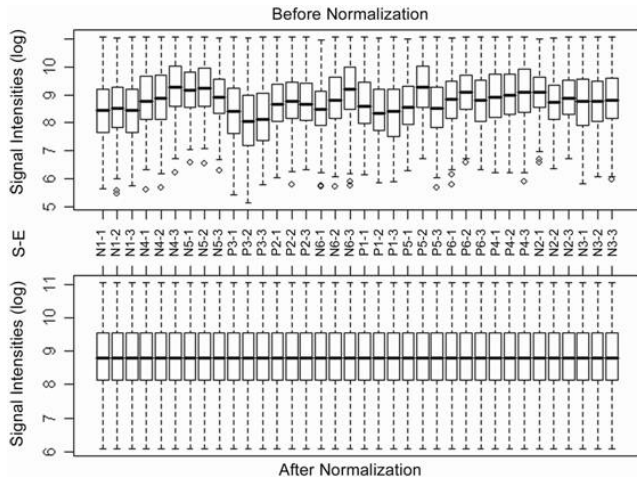 Before Normalization
Signal Intensities (log)
11
10
9
8
7
6
5
S-E
N1-1
N1-2
N1-3
N4-1
N4-2
N4-3
N5-1
N5-2
N5-3
P3-1
P3-2
P3-3
P2-1
P2-2
P2-3
N6-1
N6-2
N6-3
P1-1
P1-2
P1-3
P5-1
P5-2
P5-3
P6-1
P6-2
P6-3
P4-1
P4-2
P4-3
N2-1
N2-2
N2-3
N3-1
N3-2
N3-3
Signal Intensities (log)
11
10
9
8
7
6
After Normalization